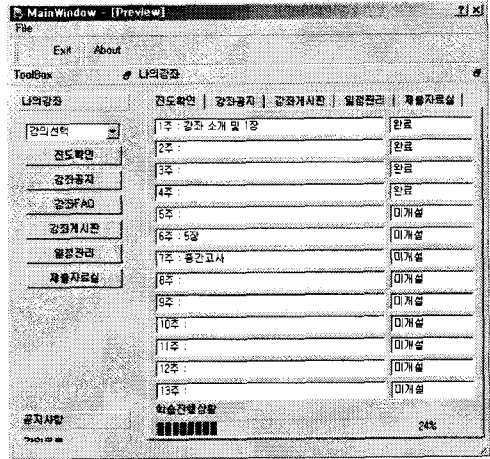 MainWindow - [Preview]
File
Exit About
ToolBox 나의강좌
나의강좌
강의선택
진도확인
강좌공지
강좌FAQ
강좌게시판
일정관리
제출자료실
공지사항
진도확인 강좌공지 강좌게시판 일정관리 제출자료실
1주 : 강좌 소개 및 1장 완료
2주 : 완료
3주 : 완료
4주 : 완료
5주 : 미개설
6주 : 5장 미개설
7주 : 중간고사 미개설
8주 : 미개설
9주 : 미개설
10주 : 미개설
11주 : 미개설
12주 : 미개설
13주 : 미개설
학습진행상황
24%